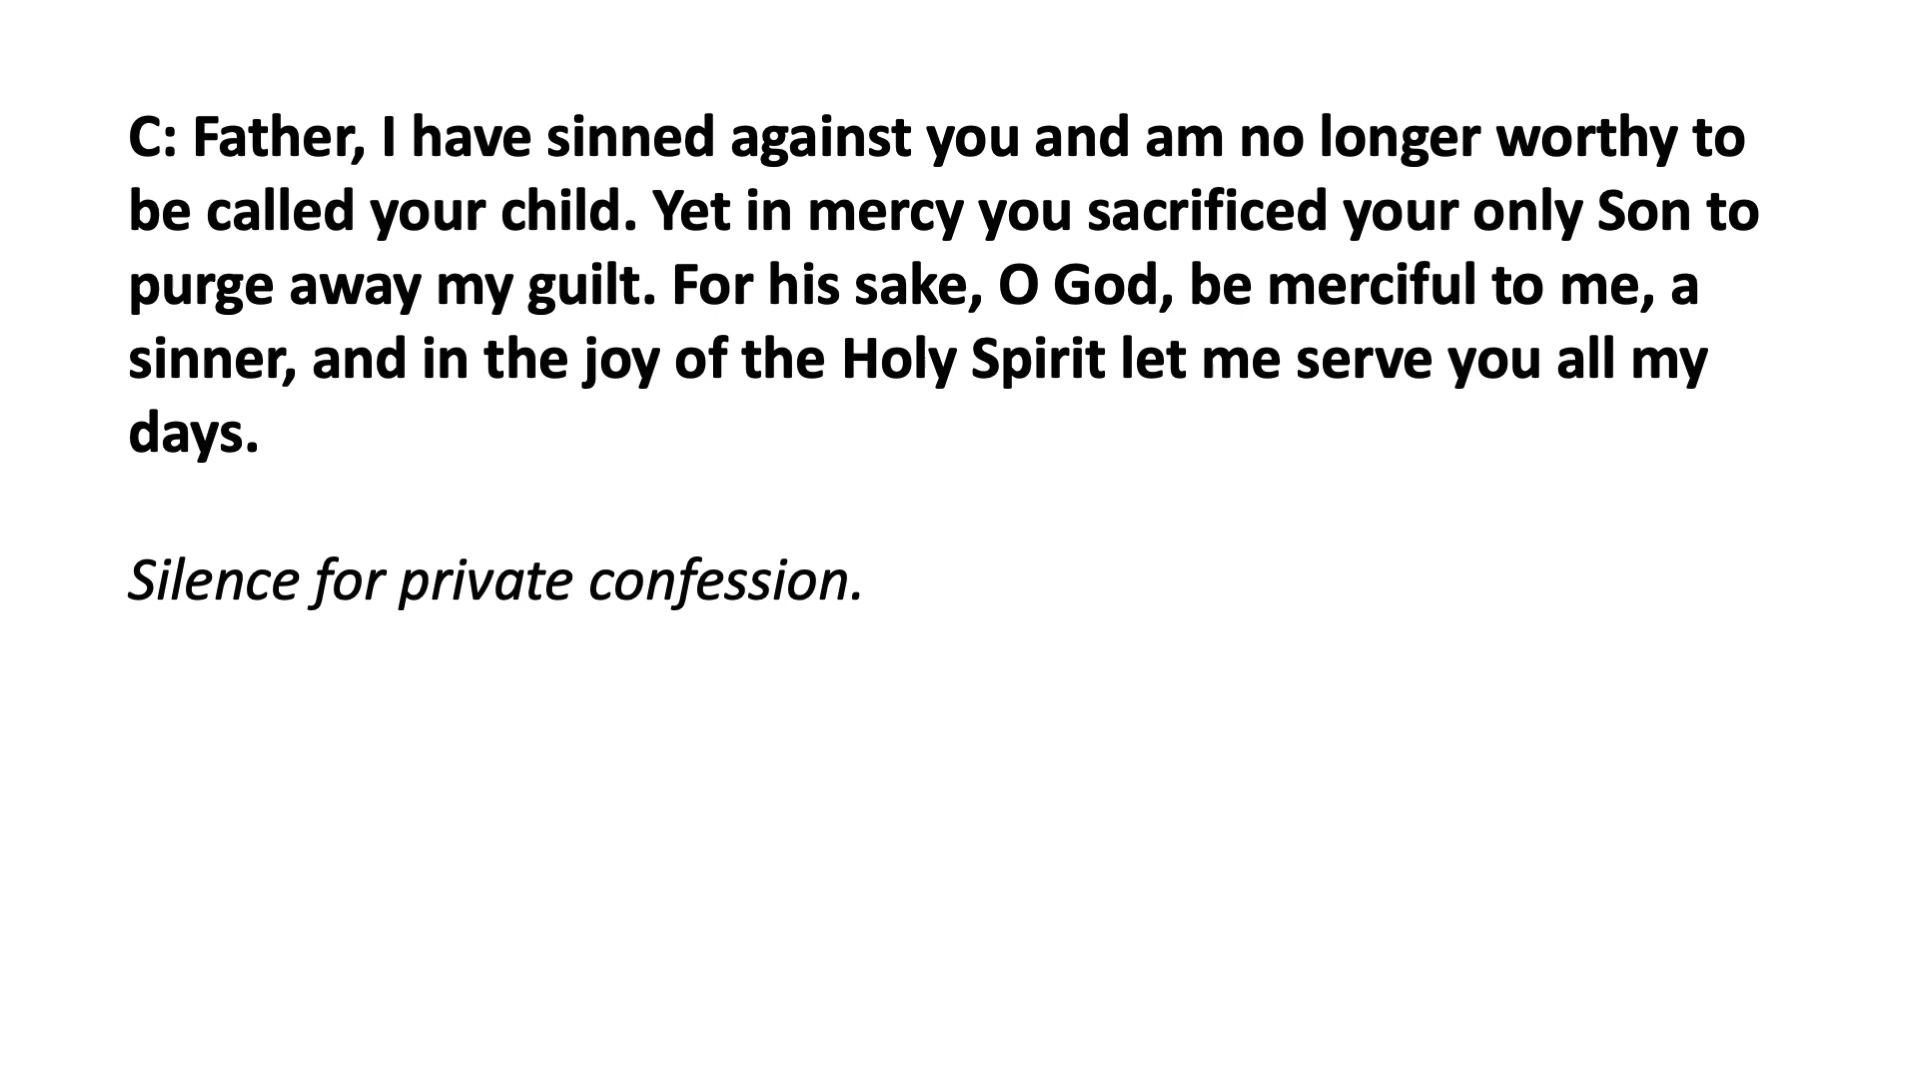 C: Father, I have sinned against you and am no longer worthy to
be called your child. Yet in mercy you sacrificed your only Son to
purge away my guilt. For his sake, O God, be merciful to me, a
sinner, and in the joy of the Holy Spirit let me serve you all my
days.
Silence for private confession.